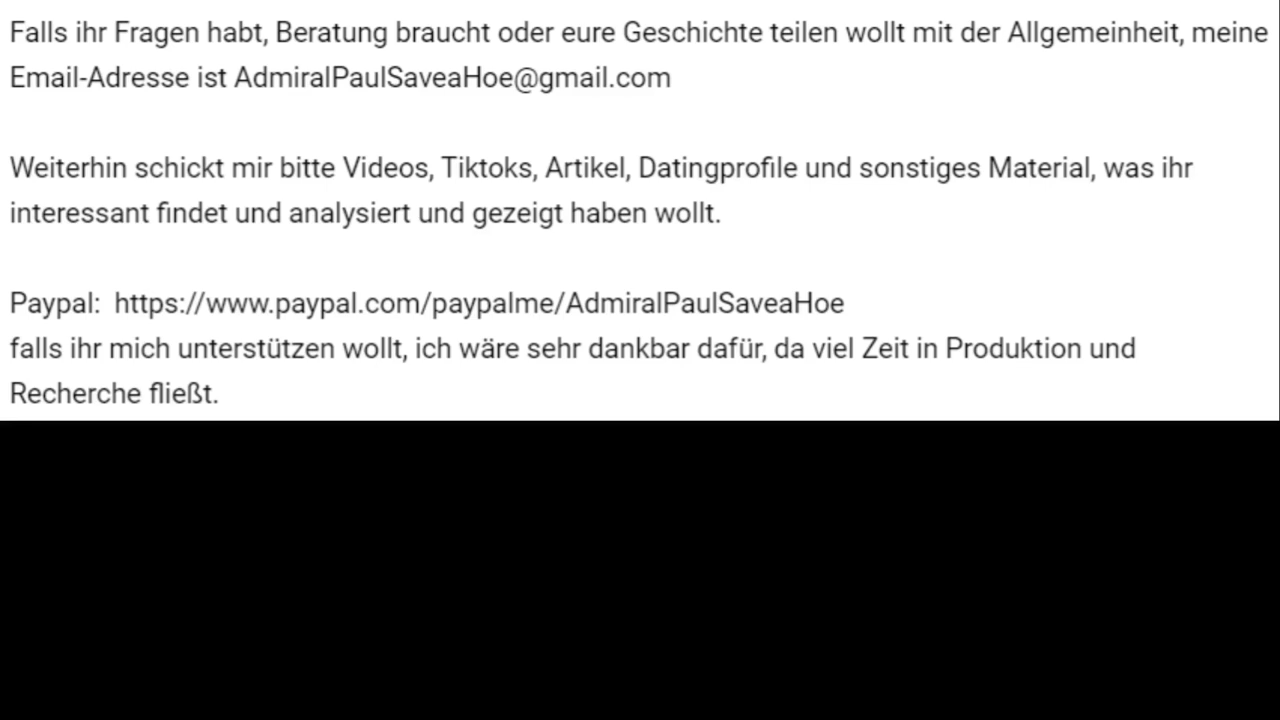 Falls ihr Fragen habt, Beratung braucht oder eure Geschichte teilen wollt mit der Allgemeinheit, meine
Email-Adresse ist AdmiralPaulSaveaHoe@gmail.com
Weiterhin schickt mir bitte Videos, Tiktoks, Artikel, Datingprofile und sonstiges Material, was ihr
interessant findet und analysiert und gezeigt haben wollt.
Paypal:  https://www.paypal.com/paypalme/AdmiralPaulSaveaHoe
falls ihr mich unterstützen wollt, ich wäre sehr dankbar dafür, da viel Zeit in Produktion und
Recherche fließt.